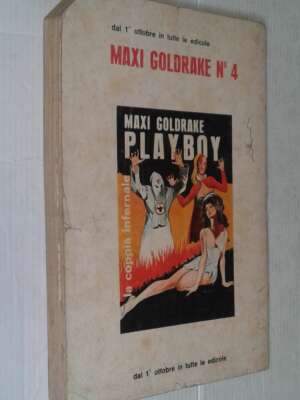 dal 1° ottobre in tutte le edicole
MAXI GOLDRAKE N° 4
MAXI GOLDRAKE
PLAYBOY
la coppia infernale
dal 1° ottobre in tutte le edicole